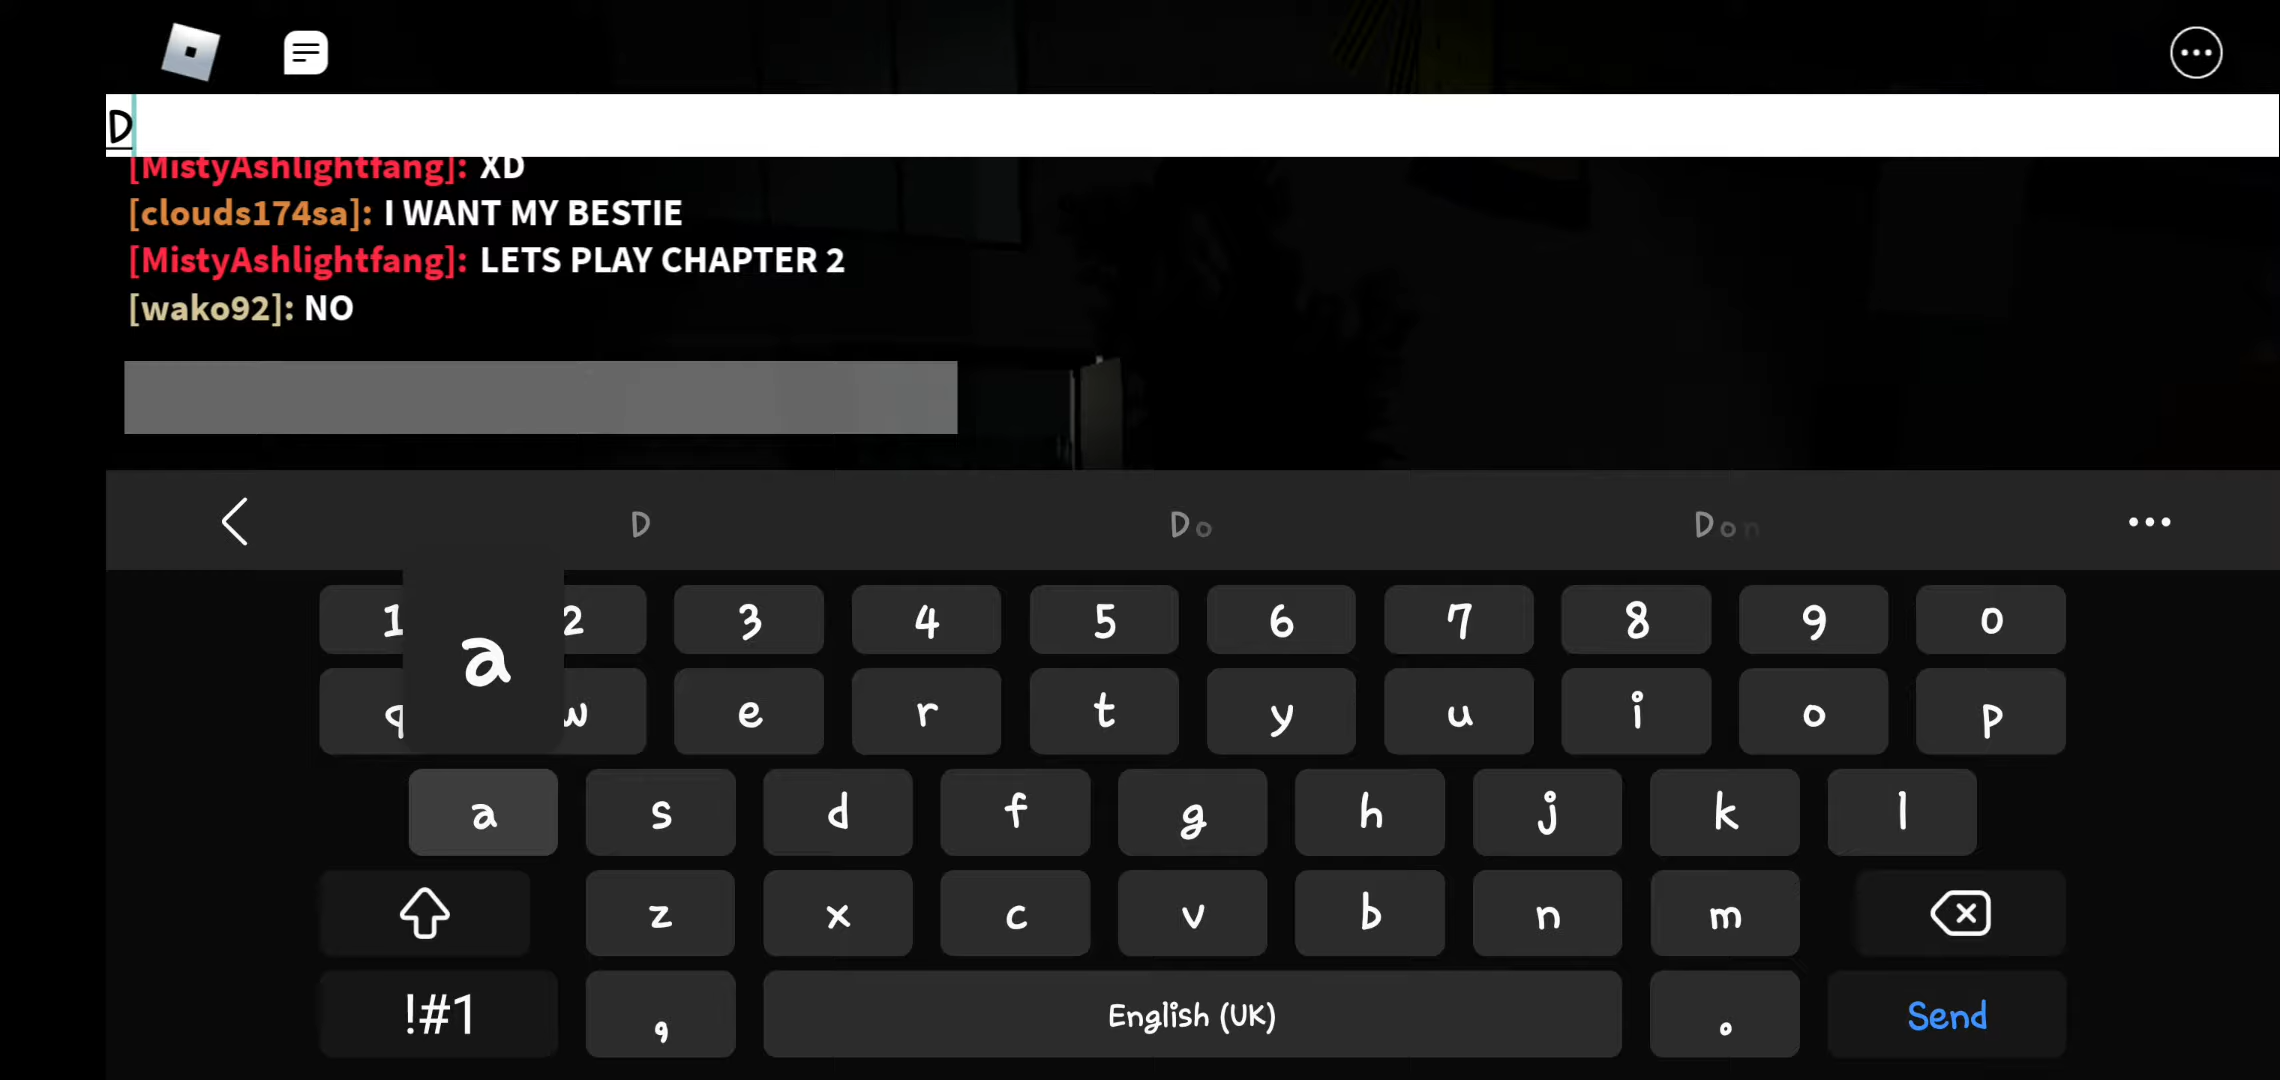 D
[MistyAshlightfang]: XD
[clouds174sa]: I WANT MY BESTIE
[MistyAshlightfang]: LETS PLAY CHAPTER 2
[wako92]: NO
D Do Don
1 2 3 4 5 6 7 8 9 0
a
q w e r t y u i o p
a s d f g h j k l
z x c v b n m
!#1 , English (UK) . Send